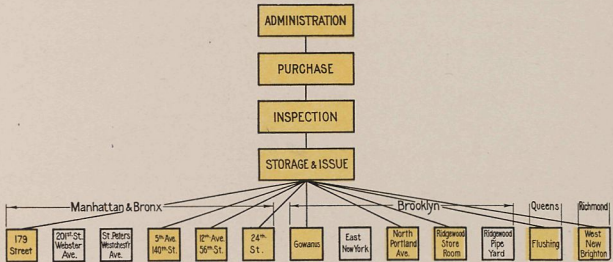 ADMINISTRATION
PURCHASE
INSPECTION
STORAGE & ISSUE
Manhattan & Bronx
Brooklyn
Queens
Richmond
179
Street
201st St.
Webster
Ave.
St. Peters
Westchestr
Ave.
5th Ave.
140th St.
12th Ave.
56th St.
24th
St.
Gowanus
East
New York
North
Portland
Ave.
Ridgewood
Store
Room
Ridgewood
Pipe
Yard
Flushing
West
New
Brighton